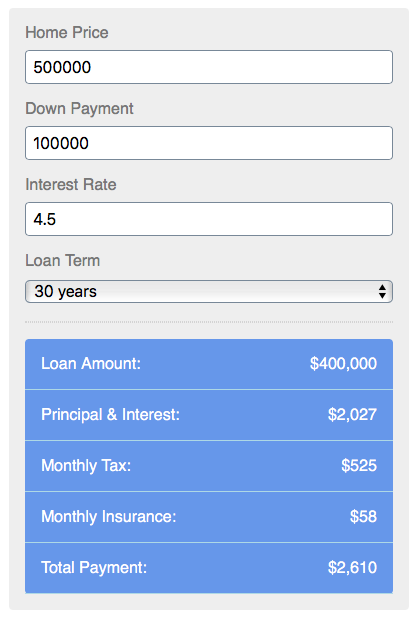 Home Price
500000
Down Payment
100000
Interest Rate
4.5
Loan Term
30 years
Loan Amount: $400,000
Principal & Interest: $2,027
Monthly Tax: $525
Monthly Insurance: $58
Total Payment: $2,610